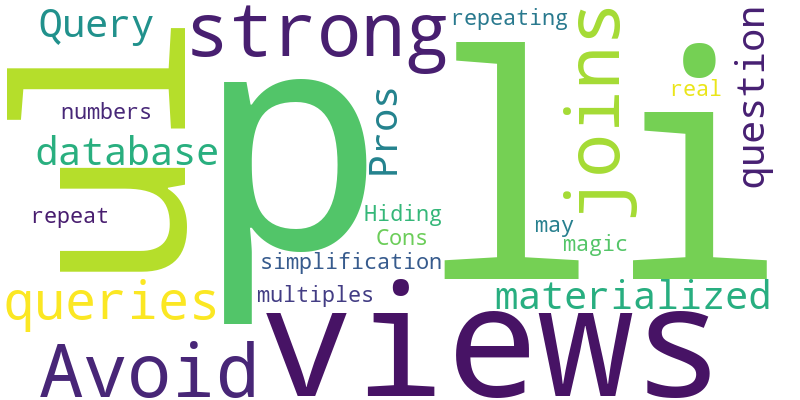 Query
strong
repeating
joins
question
ul
p
li
numbers
Pros
real
database
repeat
Hiding
Cons
may
magic
simplification
multiples
queries
materialized
Avoid
views